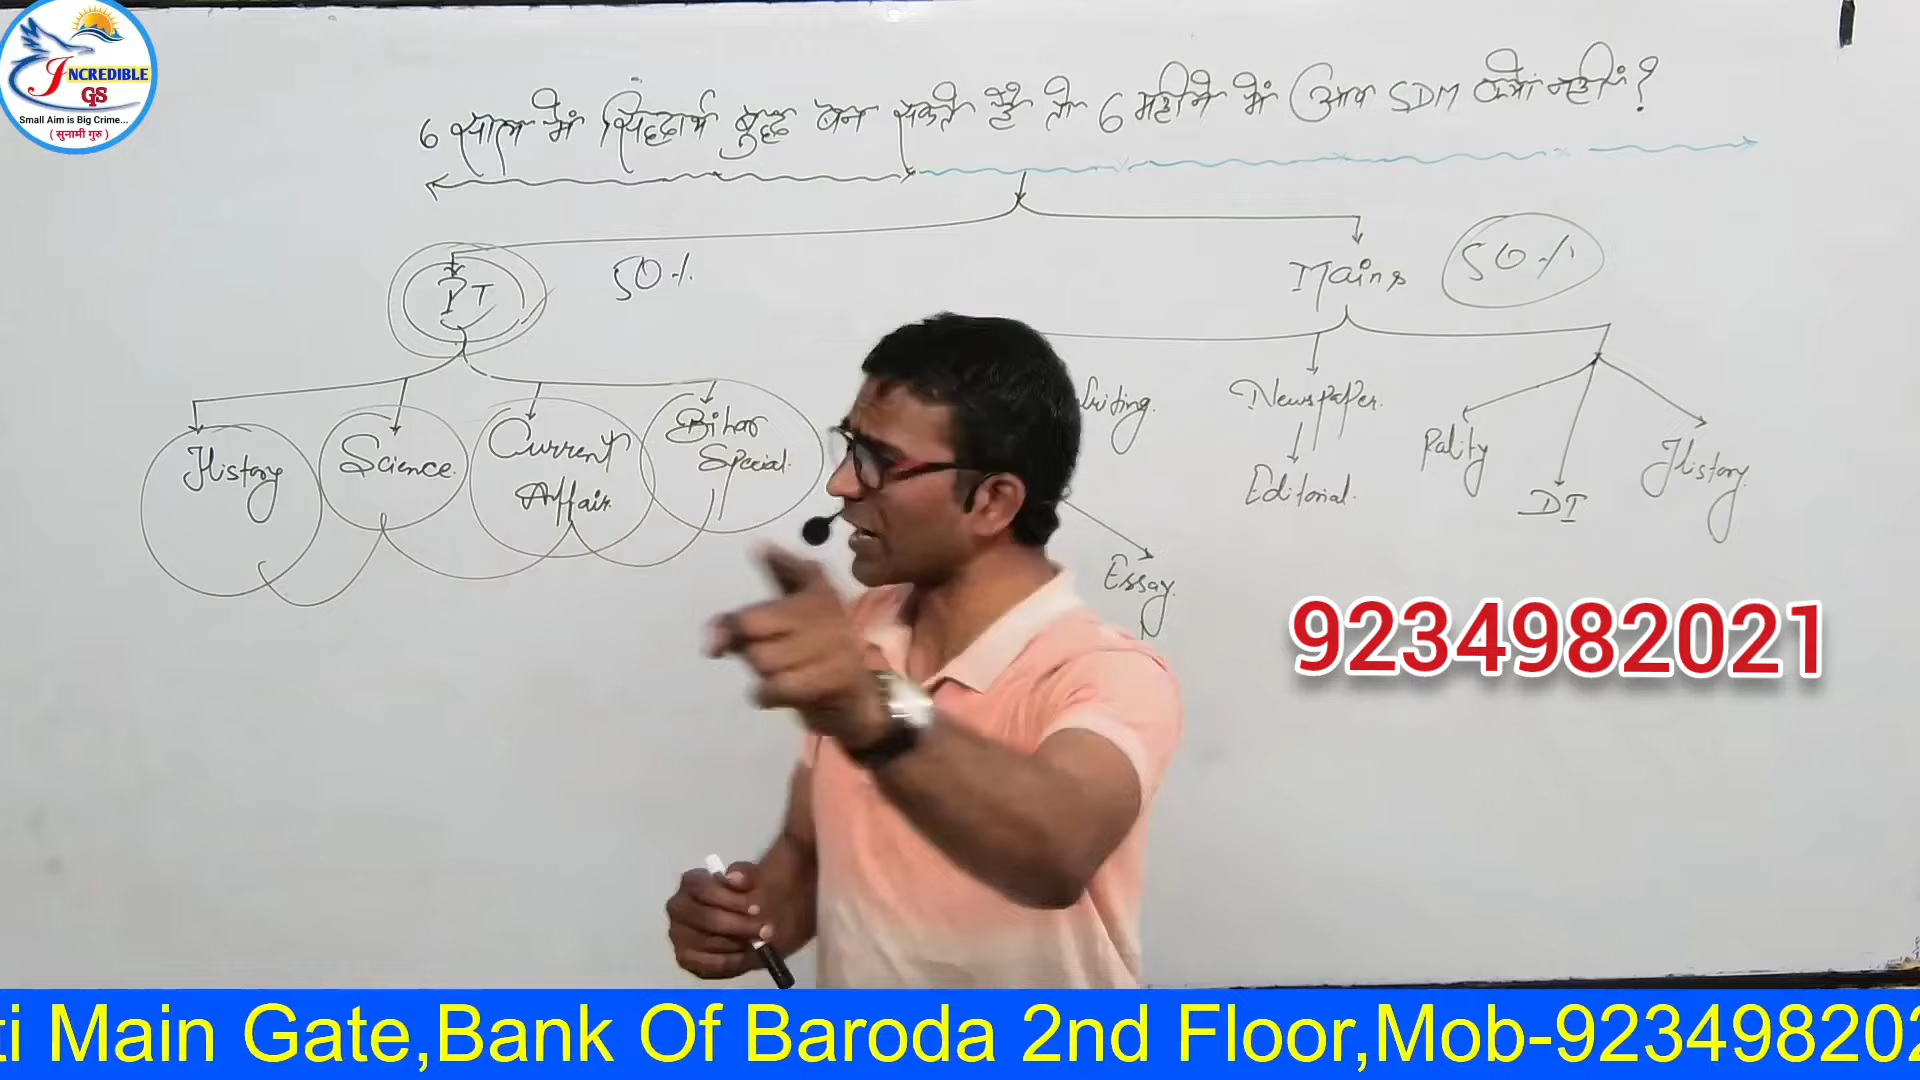 INCREDIBLE
GS
Small Aim is Big Crime...
( सुनामी गुरु )
6 साल में सिद्धार्थ बुद्ध बन सकते हैं तो 6 महीने में आप SDM क्यों नहीं?
PT
50%
Mains
50%
History
Science
Current
Affair
Bihar
Special
Writing
Essay
Newspaper
Editorial
Polity
DI
History
9234982021
ti Main Gate,Bank Of Baroda 2nd Floor,Mob-923498202